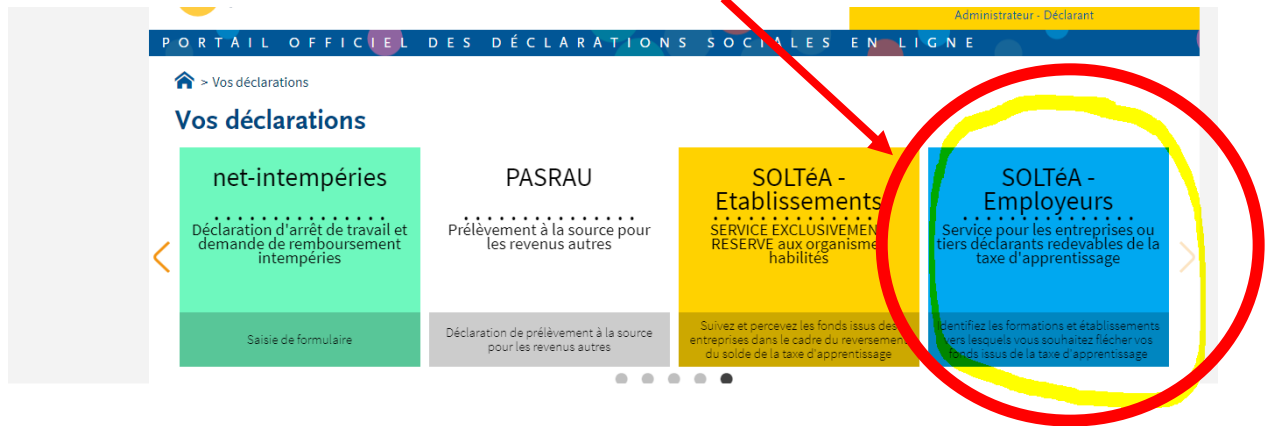 Administrateur - Déclarant
PORTAIL OFFICIEL DES DÉCLARATIONS SOCIALES EN LIGNE
> Vos déclarations
Vos déclarations
net-intempéries
Déclaration d'arrêt de travail et
demande de remboursement
intempéries
Saisie de formulaire
PASRAU
Prélèvement à la source pour
les revenus autres
Déclaration de prélèvement à la source
pour les revenus autres
SOLTéA -
Etablissements
SERVICE EXCLUSIVEMENT
RESERVE aux organismes
habilités
Suivez et percevez les fonds issus des
entreprises dans le cadre du reversement
du solde de la taxe d'apprentissage
SOLTéA -
Employeurs
Service pour les entreprises ou
tiers déclarants redevables de la
taxe d'apprentissage
Identifiez les formations et établissements
vers lesquels vous souhaitez flécher vos
fonds issus de la taxe d'apprentissage